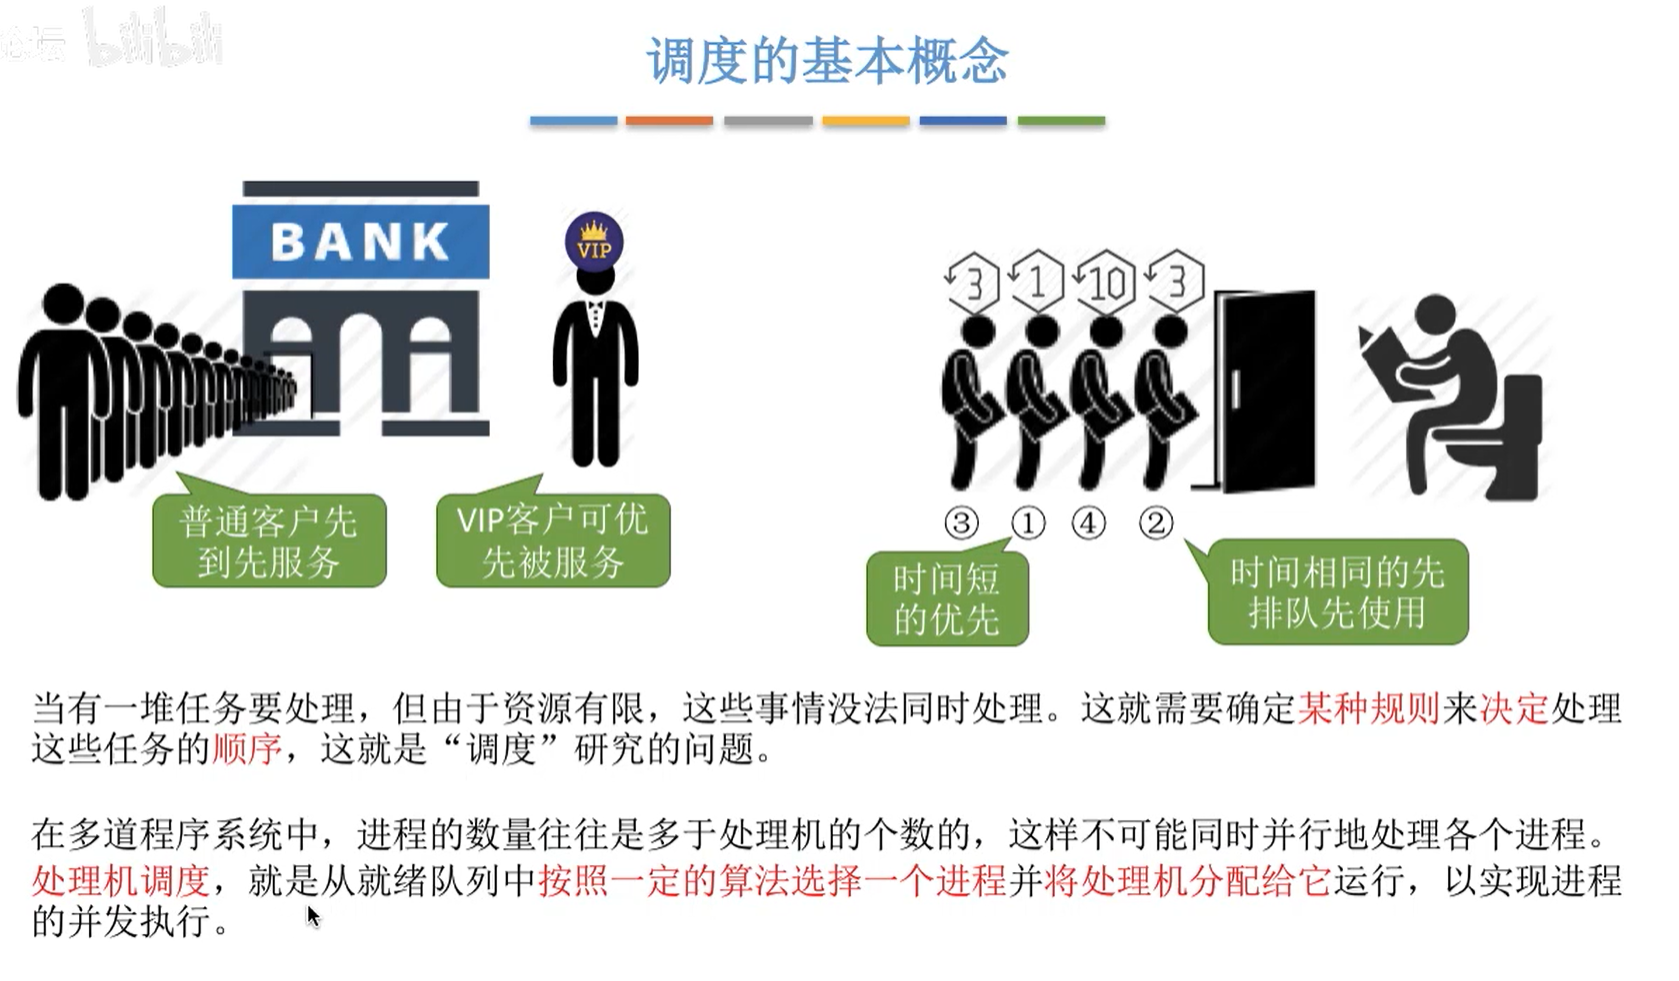 论坛 bilibili
调度的基本概念
BANK
VIP
3 1 10 3
普通客户先
到先服务
VIP客户可优
先被服务
③ ① ④ ②
时间短
的优先
时间相同的先
排队先使用
当有一堆任务要处理，但由于资源有限，这些事情没法同时处理。这就需要确定某种规则来决定处理
这些任务的顺序，这就是“调度”研究的问题。
在多道程序系统中，进程的数量往往是多于处理机的个数的，这样不可能同时并行地处理各个进程。
处理机调度，就是从就绪队列中按照一定的算法选择一个进程并将处理机分配给它运行，以实现进程
的并发执行。